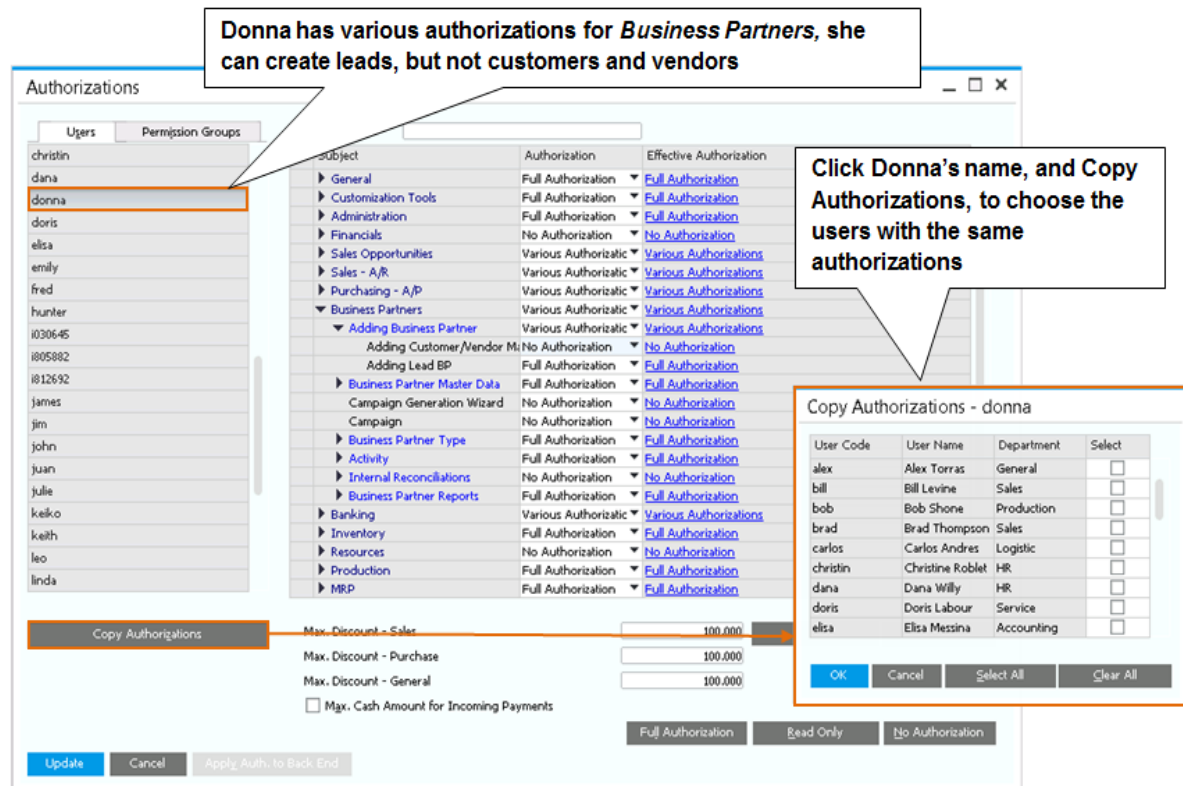 Donna has various authorizations for Business Partners, she
can create leads, but not customers and vendors
Authorizations
Users Permission Groups
christin
dana
donna
doris
elisa
emily
fred
hunter
i030645
i805882
i812692
james
jim
john
juan
julie
keiko
keith
leo
linda
Subject Authorization Effective Authorization
General Full Authorization Full Authorization
Customization Tools Full Authorization Full Authorization
Administration Full Authorization Full Authorization
Financials No Authorization No Authorization
Sales Opportunities Various Authorizatic Various Authorizations
Sales - A/R Various Authorizatic Various Authorizations
Purchasing - A/P Various Authorizatic Various Authorizations
Business Partners Various Authorizatic Various Authorizations
Adding Business Partner Various Authorizatic Various Authorizations
Adding Customer/Vendor Ma No Authorization No Authorization
Adding Lead BP Full Authorization Full Authorization
Business Partner Master Data Full Authorization Full Authorization
Campaign Generation Wizard No Authorization No Authorization
Campaign No Authorization No Authorization
Business Partner Type Full Authorization Full Authorization
Activity Full Authorization Full Authorization
Internal Reconciliations No Authorization No Authorization
Business Partner Reports Full Authorization Full Authorization
Banking Various Authorizatic Various Authorizations
Inventory Full Authorization Full Authorization
Resources No Authorization No Authorization
Production Full Authorization Full Authorization
MRP Full Authorization Full Authorization
Click Donna's name, and Copy
Authorizations, to choose the
users with the same
authorizations
Copy Authorizations - donna
User Code User Name Department Select
alex Alex Torras General
bill Bill Levine Sales
bob Bob Shone Production
brad Brad Thompson Sales
carlos Carlos Andres Logistic
christin Christine Roblet HR
dana Dana Willy HR
doris Doris Labour Service
elisa Elisa Messina Accounting
OK Cancel Select All Clear All
Copy Authorizations
Max. Discount - Sales 100.000
Max. Discount - Purchase 100.000
Max. Discount - General 100.000
Max. Cash Amount for Incoming Payments
Full Authorization Read Only No Authorization
Update Cancel Apply Auth. to Back End